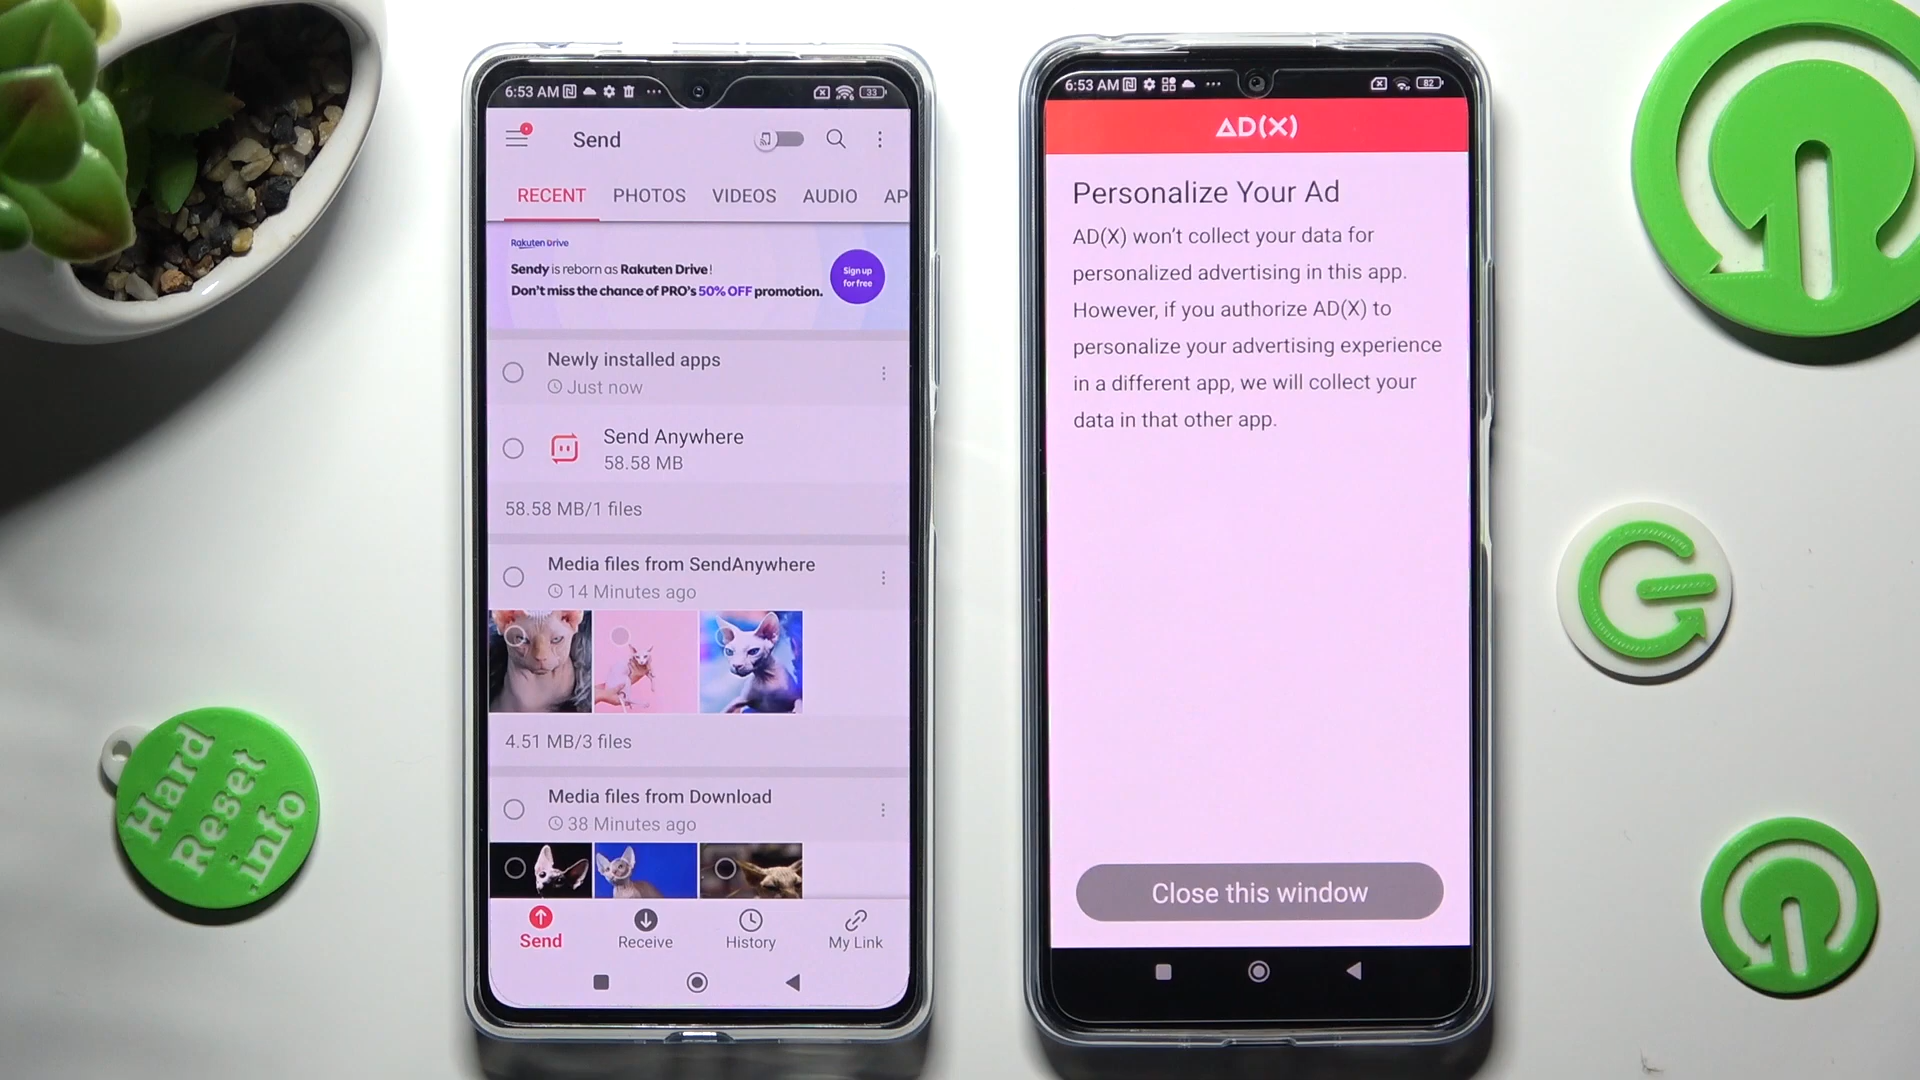 6:53 AM
33
Send
RECENT PHOTOS VIDEOS AUDIO AP
Rakuten Drive
Sendy is reborn as Rakuten Drive!
Don't miss the chance of PRO's 50% OFF promotion.
Sign up
for free
Newly installed apps
Just now
Send Anywhere
58.58 MB
58.58 MB/1 files
Media files from SendAnywhere
14 Minutes ago
4.51 MB/3 files
Media files from Download
38 Minutes ago
Send Receive History My Link
6:53 AM
82
AD(X)
Personalize Your Ad
AD(X) won't collect your data for
personalized advertising in this app.
However, if you authorize AD(X) to
personalize your advertising experience
in a different app, we will collect your
data in that other app.
Close this window
Hard
Reset
.info